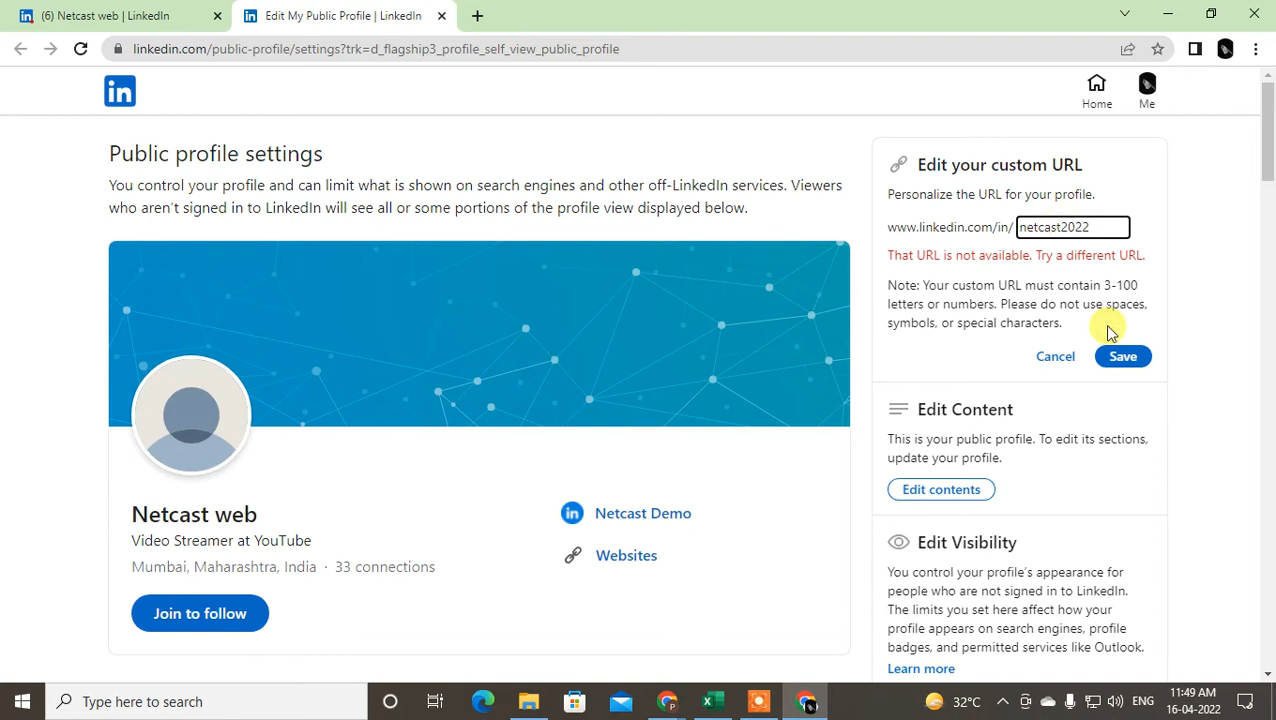 (6) Netcast web | LinkedIn
Edit My Public Profile | LinkedIn
linkedin.com/public-profile/settings?trk=d_flagship3_profile_self_view_public_profile
in
Home
Me
Public profile settings
You control your profile and can limit what is shown on search engines and other off-LinkedIn services. Viewers
who aren't signed in to LinkedIn will see all or some portions of the profile view displayed below.
Netcast web
Video Streamer at YouTube
Mumbai, Maharashtra, India · 33 connections
Join to follow
in Netcast Demo
Websites
Edit your custom URL
Personalize the URL for your profile.
www.linkedin.com/in/ netcast2022
That URL is not available. Try a different URL.
Note: Your custom URL must contain 3-100
letters or numbers. Please do not use spaces,
symbols, or special characters.
Cancel
Save
Edit Content
This is your public profile. To edit its sections,
update your profile.
Edit contents
Edit Visibility
You control your profile's appearance for
people who are not signed in to LinkedIn.
The limits you set here affect how your
profile appears on search engines, profile
badges, and permitted services like Outlook.
Learn more
Type here to search
32°C
ENG
11:49 AM
16-04-2022